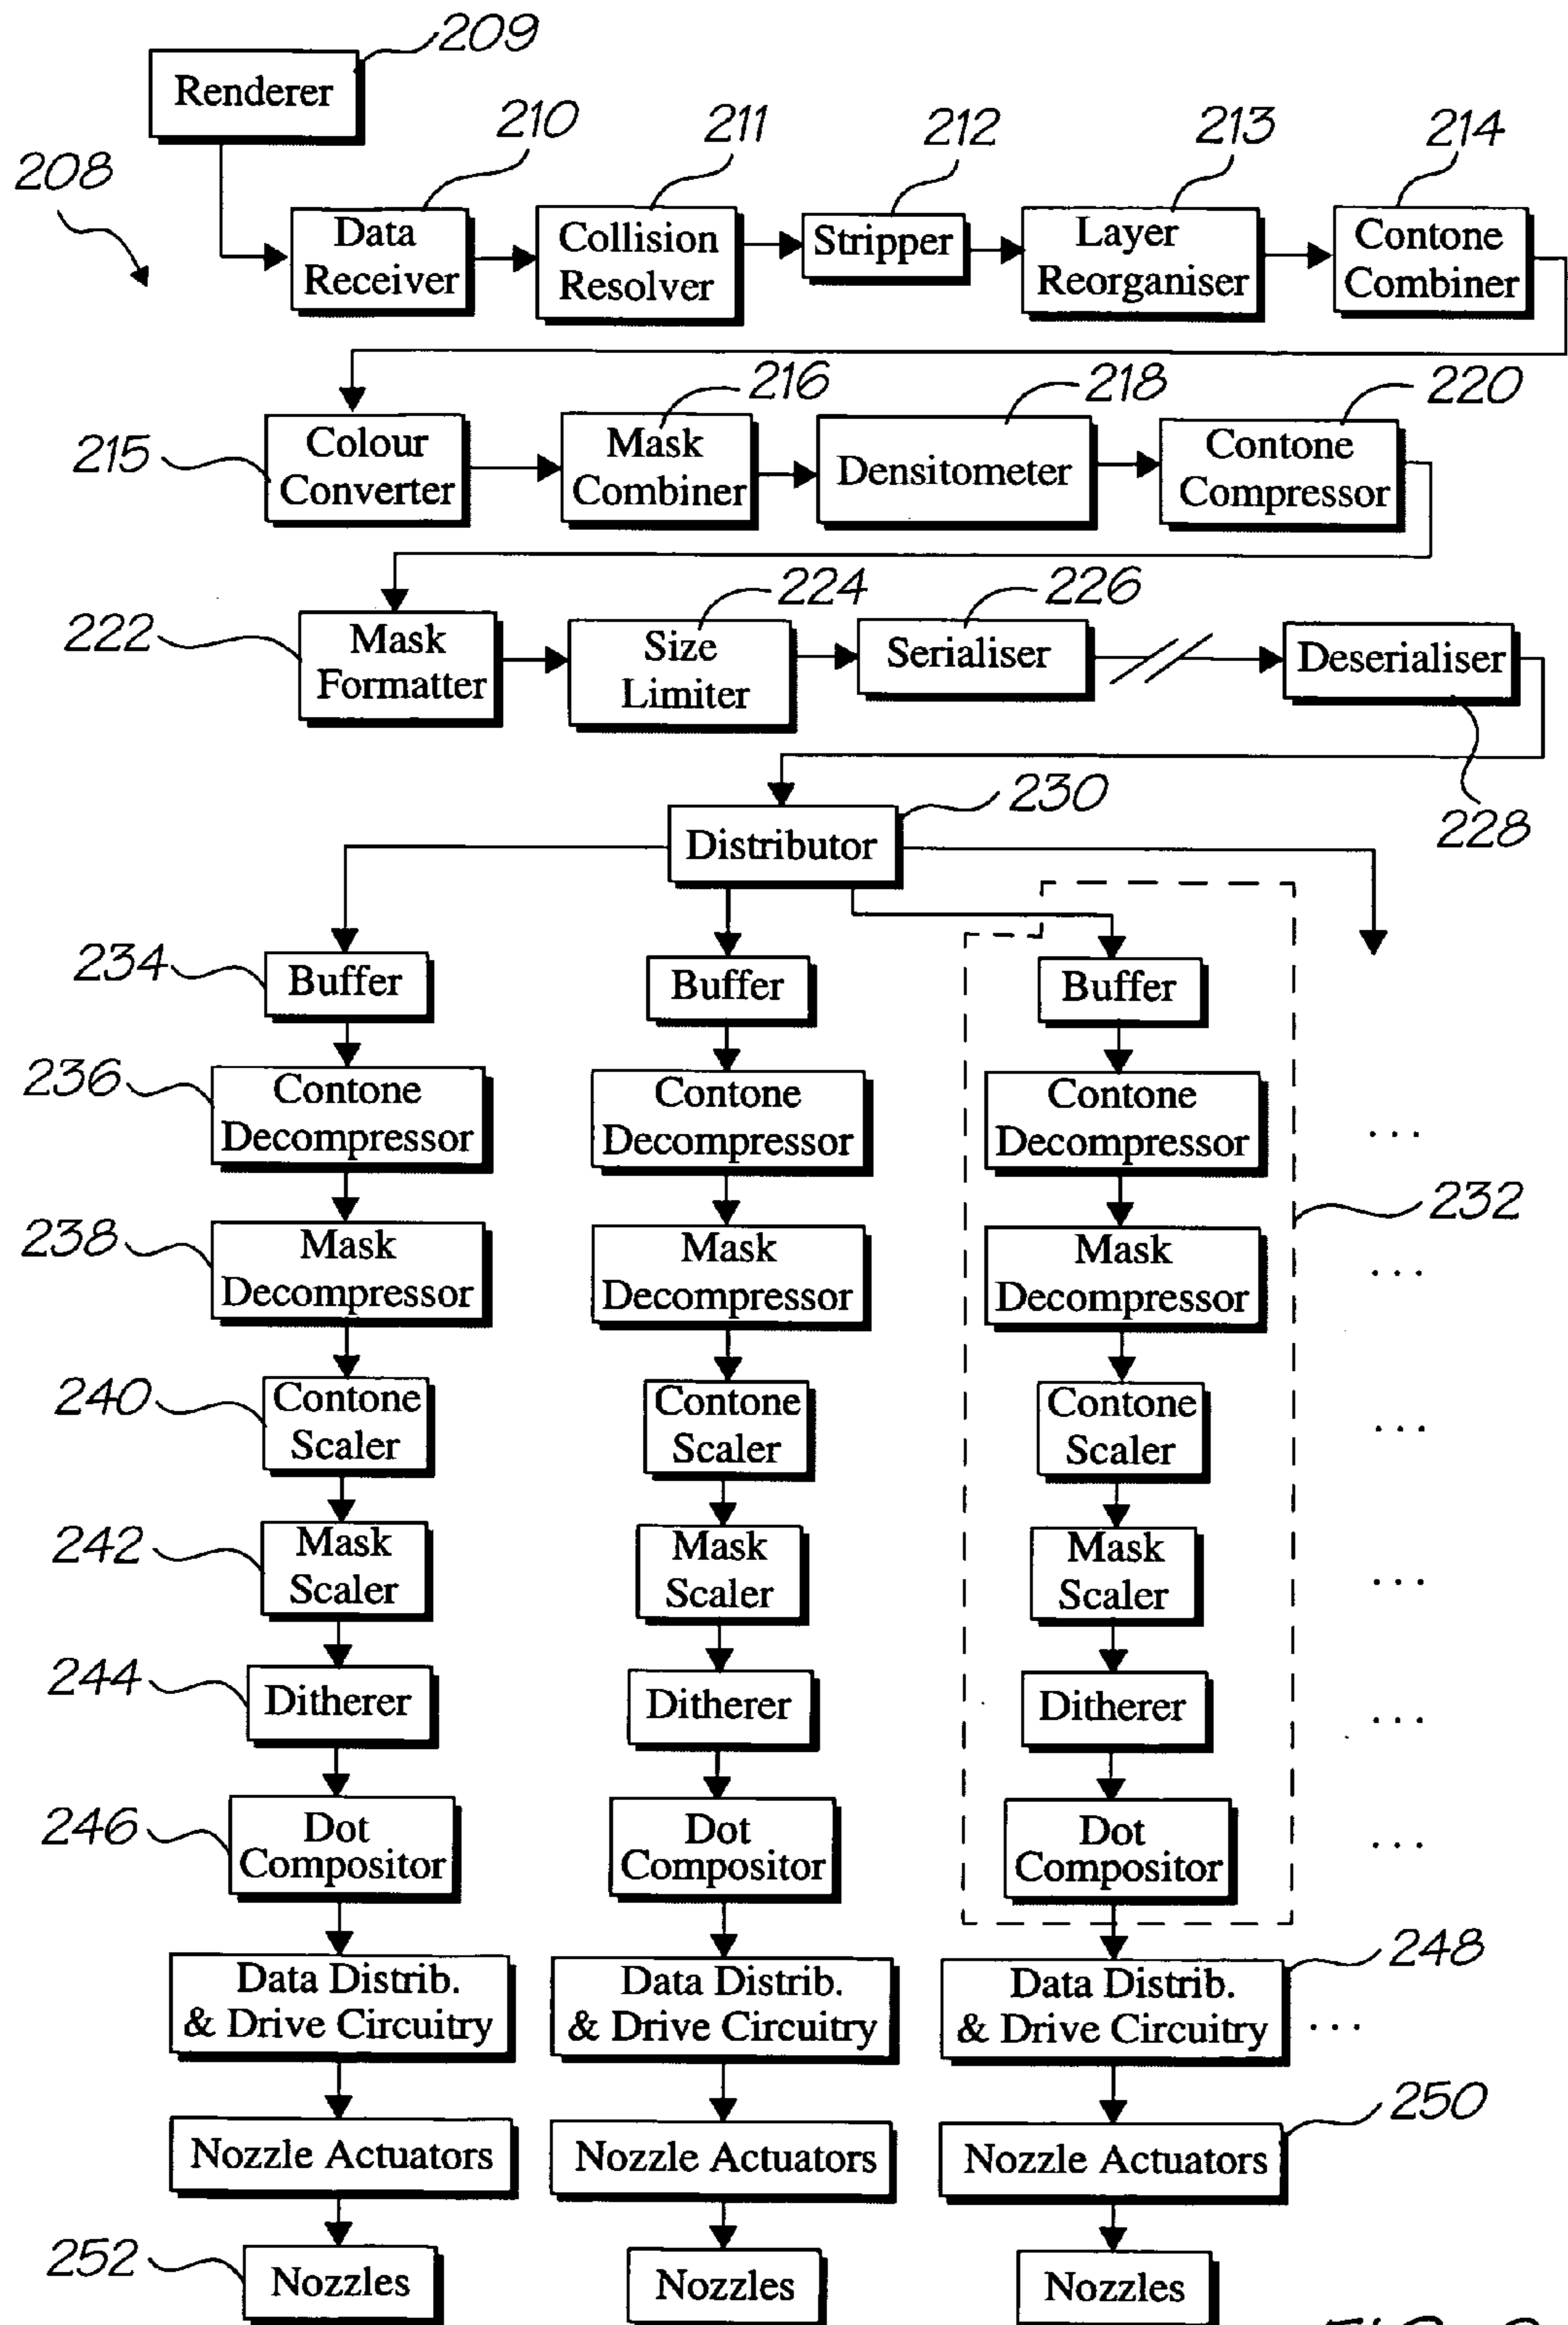 209
Renderer
208
210
211
212
213
214
Data
Receiver
Collision
Resolver
Stripper
Layer
Reorganiser
Contone
Combiner
215
216
218
220
Colour
Converter
Mask
Combiner
Densitometer
Contone
Compressor
222
224
226
Mask
Formatter
Size
Limiter
Serialiser
Deserialiser
228
230
Distributor
234
Buffer
Buffer
Buffer
236
Contone
Decompressor
Contone
Decompressor
Contone
Decompressor
...
232
238
Mask
Decompressor
Mask
Decompressor
Mask
Decompressor
...
240
Contone
Scaler
Contone
Scaler
Contone
Scaler
...
242
Mask
Scaler
Mask
Scaler
Mask
Scaler
...
244
Ditherer
Ditherer
Ditherer
...
246
Dot
Compositor
Dot
Compositor
Dot
Compositor
...
248
Data Distrib.
& Drive Circuitry
Data Distrib.
& Drive Circuitry
Data Distrib.
& Drive Circuitry
...
250
Nozzle Actuators
Nozzle Actuators
Nozzle Actuators
252
Nozzles
Nozzles
Nozzles